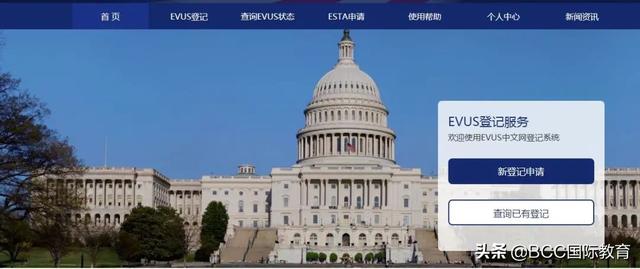 首 页
EVUS登记
查询EVUS状态
ESTA申请
使用帮助
个人中心
新闻资讯
EVUS登记服务
欢迎使用EVUS中文网登记系统
新登记申请
查询已有登记
头条 @BCC国际教育